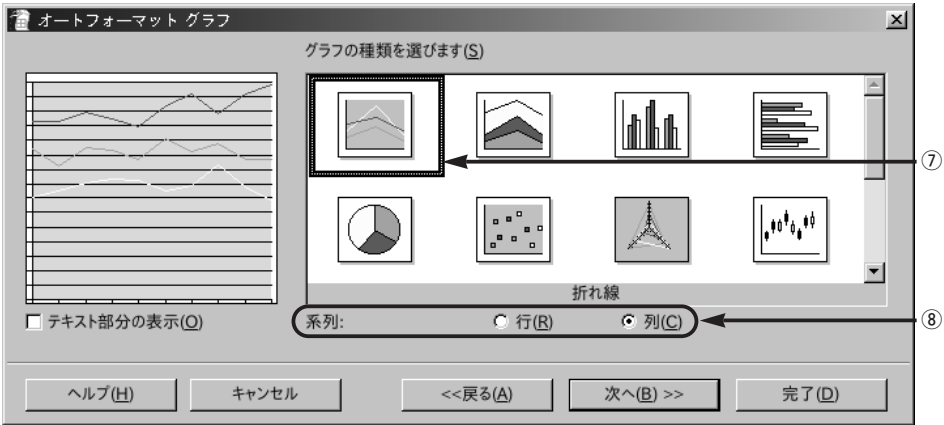 オートフォーマット グラフ
グラフの種類を選びます(S)
⑦
折れ線
テキスト部分の表示(O)
系列: 行(R) 列(C)
⑧
ヘルプ(H) キャンセル <<戻る(A) 次へ(B) >> 完了(D)